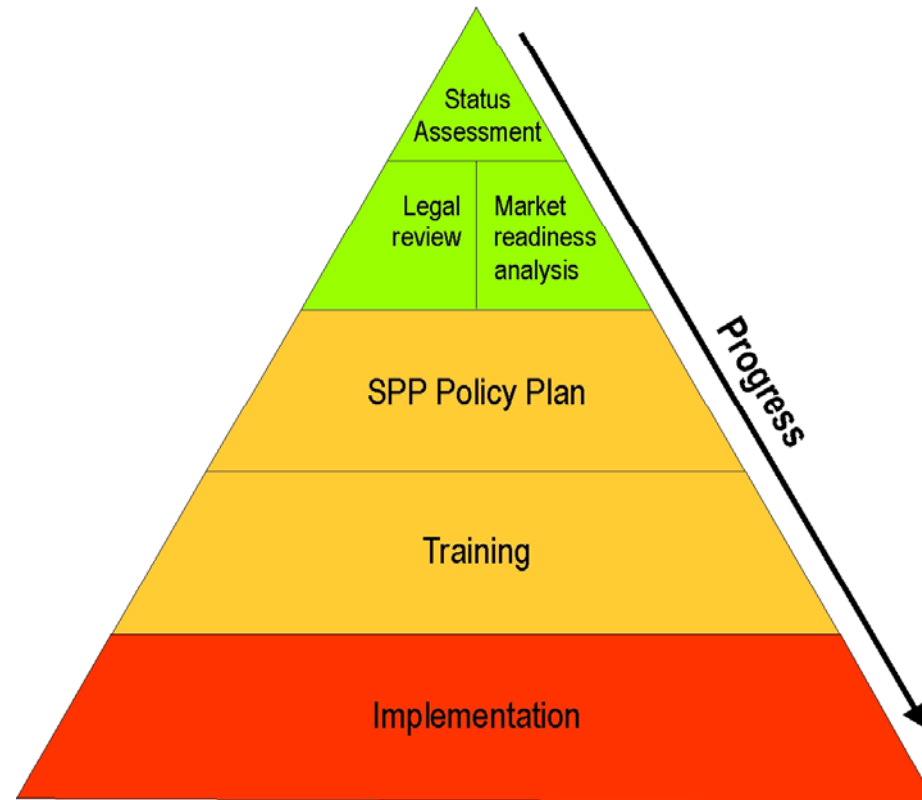 Status
Assessment
Legal
review
Market
readiness
analysis
SPP Policy Plan
Training
Implementation
Progress